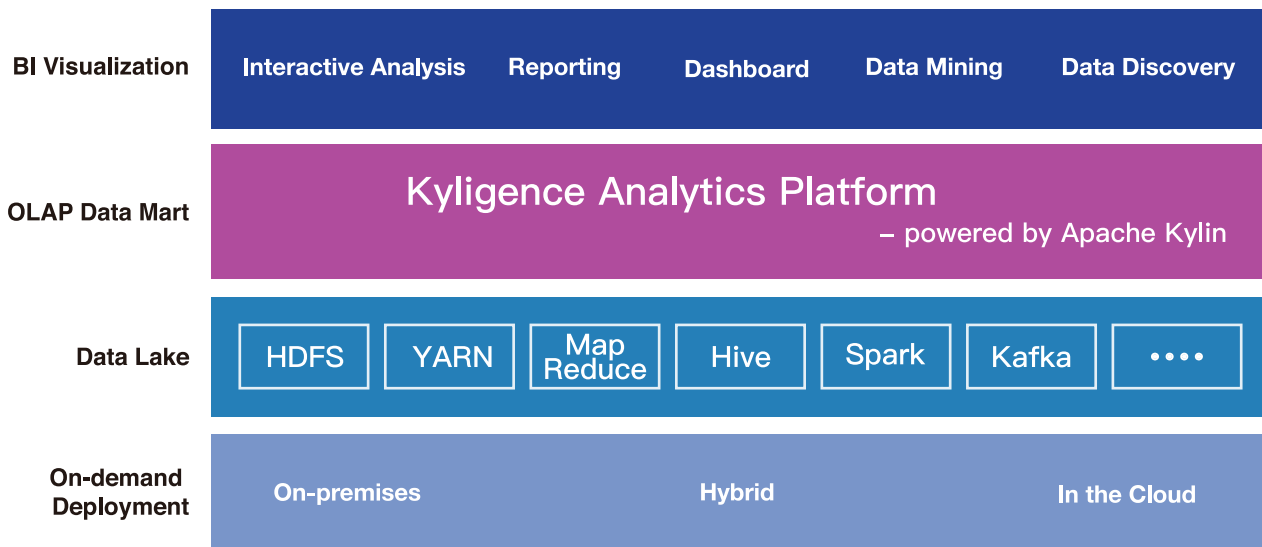 BI Visualization
Interactive Analysis
Reporting
Dashboard
Data Mining
Data Discovery
OLAP Data Mart
Kyligence Analytics Platform
– powered by Apache Kylin
Data Lake
HDFS
YARN
Map
Reduce
Hive
Spark
Kafka
••••
On-demand
Deployment
On-premises
Hybrid
In the Cloud